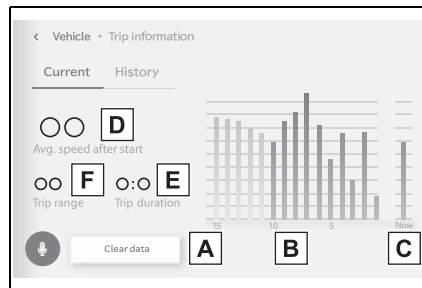 < Vehicle • Trip information
Current History
OO D
Avg. speed after start
OO F O:O E
Trip range Trip duration
15 10 5 Now
Clear data A B C